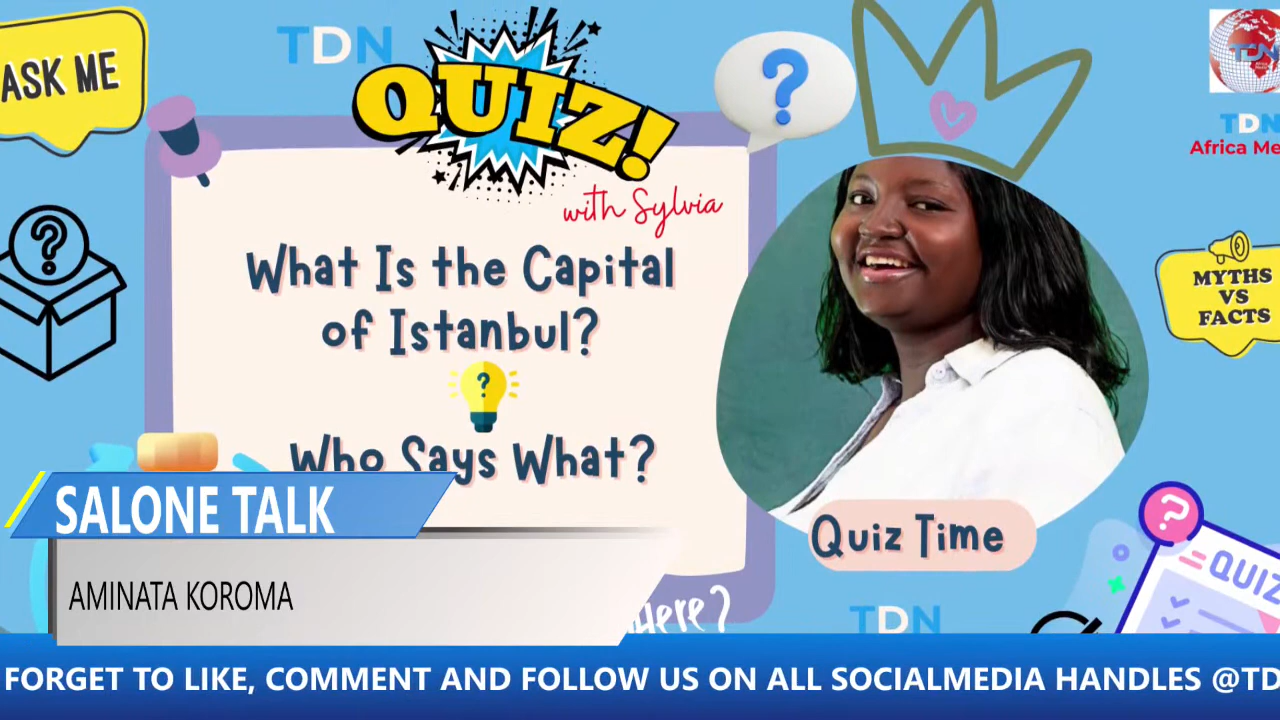 ASK ME
TDN
QUIZ!
with Sylvia
What Is the Capital
of Istanbul?
Who Says What?
TDN
TDN
Africa Me
MYTHS
VS
FACTS
Quiz Time
QUIZ
SALONE TALK
AMINATA KOROMA
Here?
TDN
FORGET TO LIKE, COMMENT AND FOLLOW US ON ALL SOCIALMEDIA HANDLES @TD